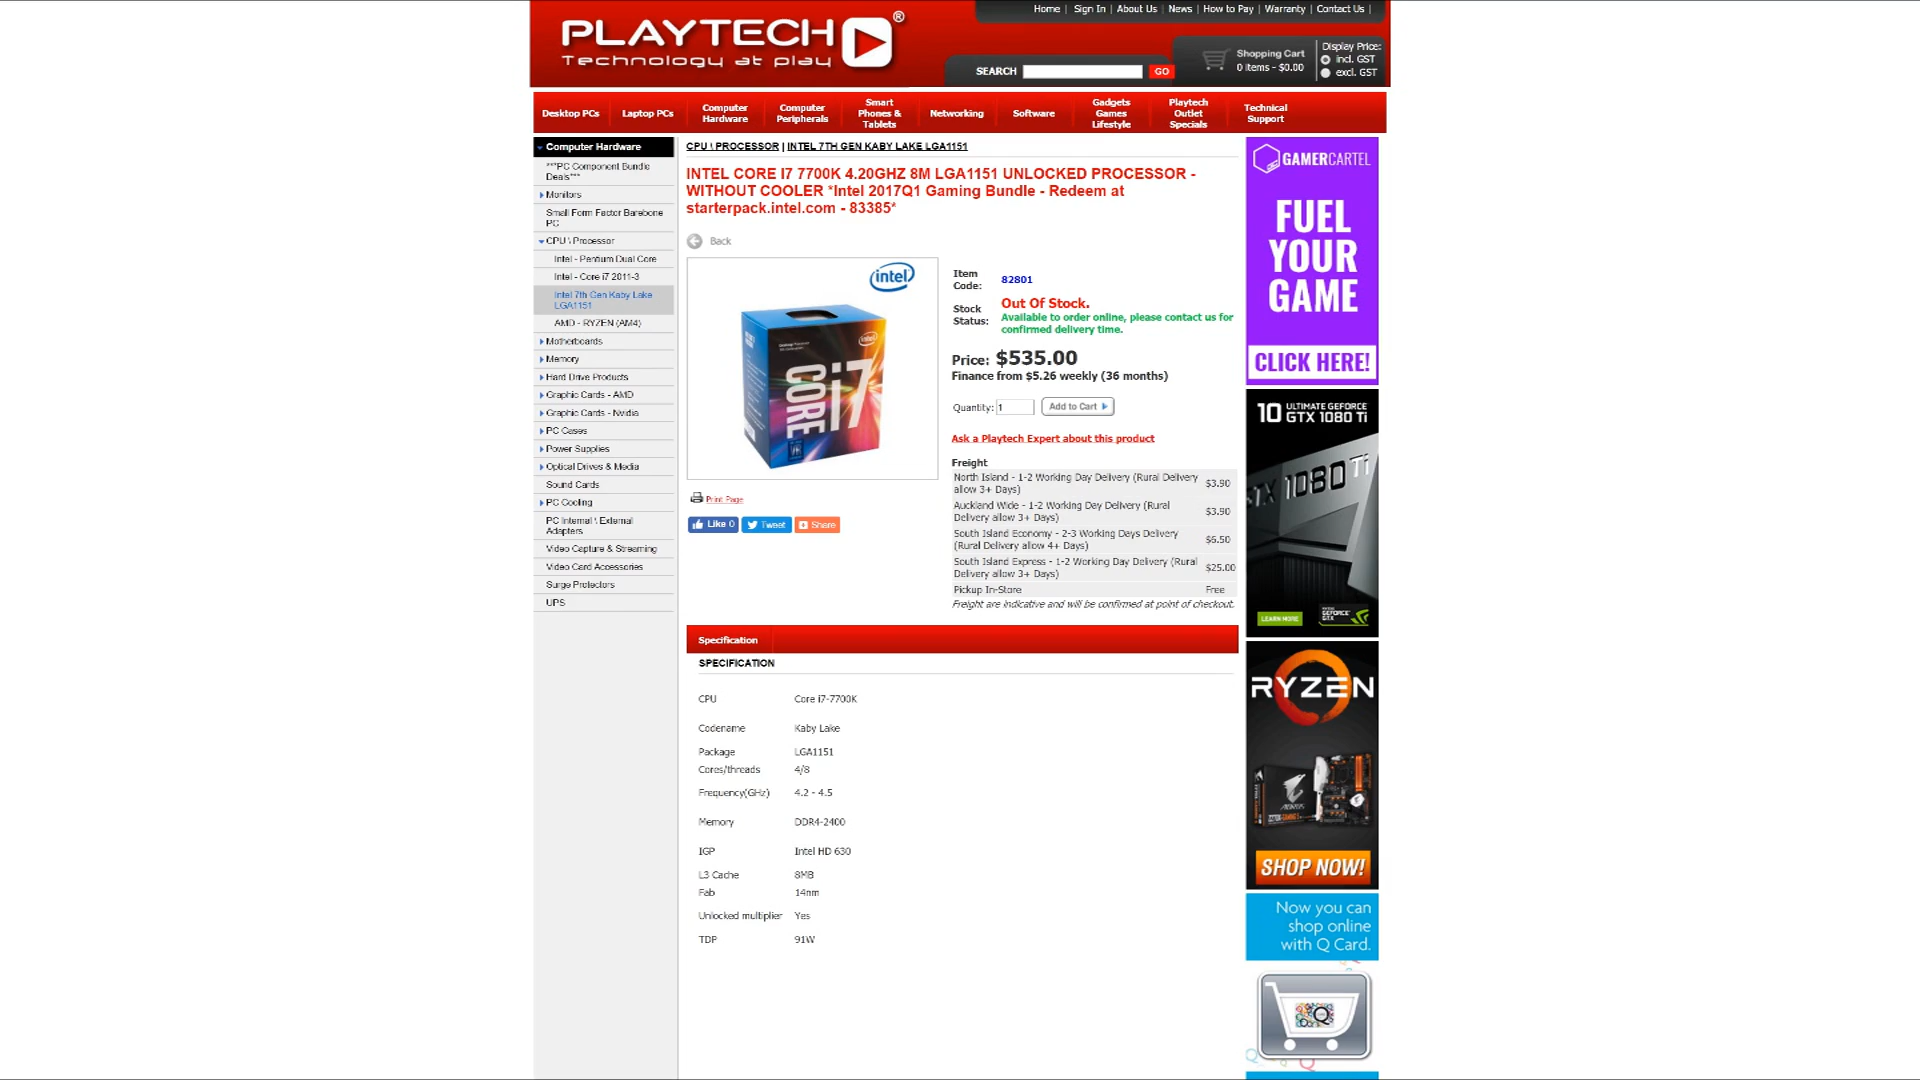 Home | Sign In | About Us | News | How to Pay | Warranty | Contact Us |
PLAYTECH ®
Technology at play
SEARCH
GO
Shopping Cart
0 Items - $0.00
Display Price:
incl. GST
excl. GST
Desktop PCs
Laptop PCs
Computer
Hardware
Computer
Peripherals
Smart
Phones &
Tablets
Networking
Software
Gadgets
Games
Lifestyle
Playtech
Outlet
Specials
Technical
Support
Computer Hardware
***PC Component Bundle
Deals***
Monitors
Small Form Factor Barebone
PC
CPU \ Processor
Intel - Pentium Dual Core
Intel - Core i7 2011-3
Intel 7th Gen Kaby Lake
LGA1151
AMD - RYZEN (AM4)
Motherboards
Memory
Hard Drive Products
Graphic Cards - AMD
Graphic Cards - Nvidia
PC Cases
Power Supplies
Optical Drives & Media
Sound Cards
PC Cooling
PC Internal \ External
Adapters
Video Capture & Streaming
Video Card Accessories
Surge Protectors
UPS
CPU \ PROCESSOR | INTEL 7TH GEN KABY LAKE LGA1151
INTEL CORE I7 7700K 4.20GHZ 8M LGA1151 UNLOCKED PROCESSOR -
WITHOUT COOLER *Intel 2017Q1 Gaming Bundle - Redeem at
starterpack.intel.com - 83385*
Back
intel
intel
CORE i7
Print Page
Like 0
Tweet
Share
Item
Code:
82801
Stock
Status:
Out Of Stock.
Available to order online, please contact us for
confirmed delivery time.
Price: $535.00
Finance from $5.26 weekly (36 months)
Quantity: 1
Add to Cart
Ask a Playtech Expert about this product
Freight
North Island - 1-2 Working Day Delivery (Rural Delivery
allow 3+ Days)
$3.90
Auckland Wide - 1-2 Working Day Delivery (Rural
Delivery allow 3+ Days)
$3.90
South Island Economy - 2-3 Working Days Delivery
(Rural Delivery allow 4+ Days)
$6.50
South Island Express - 1-2 Working Day Delivery (Rural
Delivery allow 3+ Days)
$25.00
Pickup In-Store Free
Freight are indicative and will be confirmed at point of checkout.
Specification
SPECIFICATION
CPU Core i7-7700K
Codename Kaby Lake
Package LGA1151
Cores/threads 4/8
Frequency(GHz) 4.2 - 4.5
Memory DDR4-2400
IGP Intel HD 630
L3 Cache 8MB
Fab 14nm
Unlocked multiplier Yes
TDP 91W
GAMERCARTEL
FUEL
YOUR
GAME
CLICK HERE!
10 ULTIMATE GEFORCE
GTX 1080 Ti
GTX 1080 Ti
LEARN MORE
GEFORCE
GTX
RYZEN
AORUS
SHOP NOW!
Now you can
shop online
with Q Card.
Q